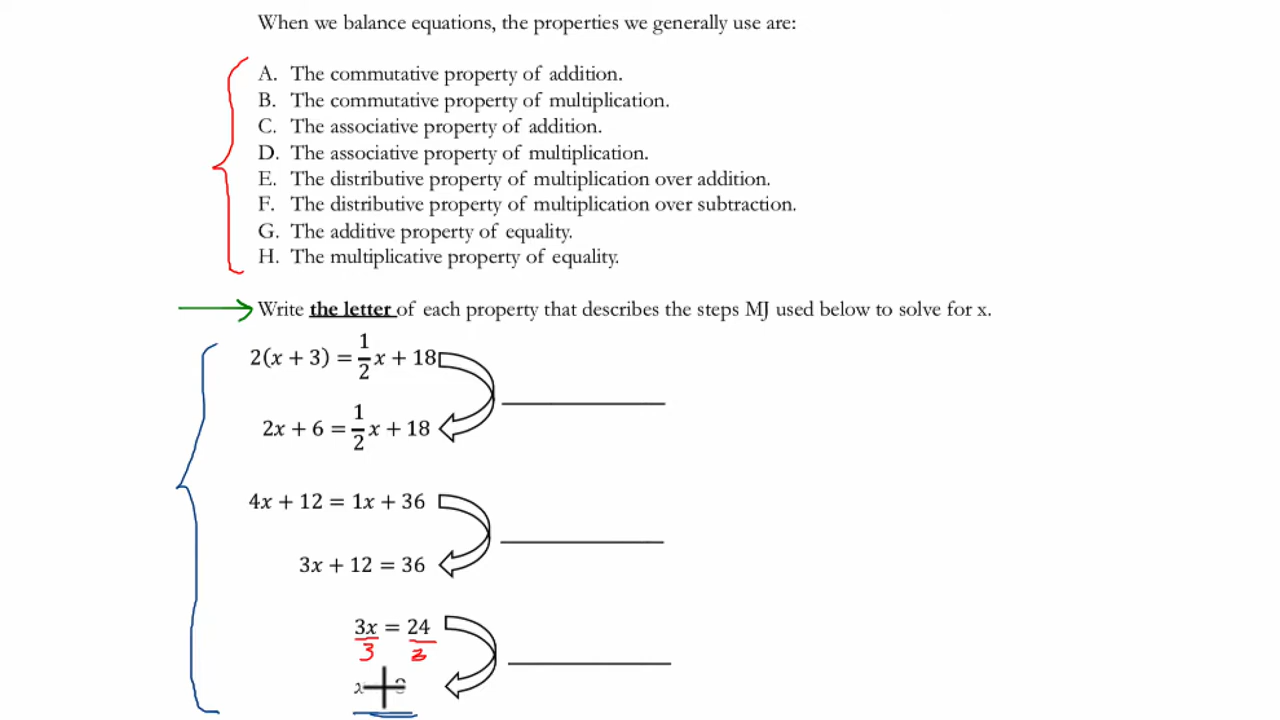 When we balance equations, the properties we generally use are:
A. The commutative property of addition.
B. The commutative property of multiplication.
C. The associative property of addition.
D. The associative property of multiplication.
E. The distributive property of multiplication over addition.
F. The distributive property of multiplication over subtraction.
G. The additive property of equality.
H. The multiplicative property of equality.
Write the letter of each property that describes the steps MJ used below to solve for x.
2(x + 3) = 1/2 x + 18
2x + 6 = 1/2 x + 18
4x + 12 = 1x + 36
3x + 12 = 36
3x = 24
3 3